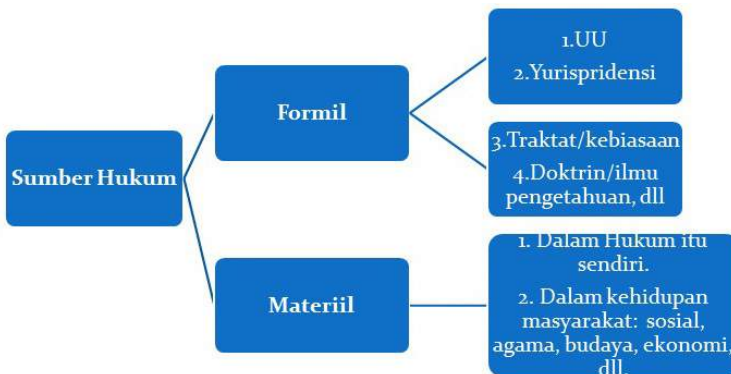 Sumber Hukum
Formil
1.UU
2.Yurispridensi
3.Traktat/kebiasaan
4.Doktrin/ilmu
pengetahuan, dll
Materiil
1. Dalam Hukum itu
sendiri.
2. Dalam kehidupan
masyarakat: sosial,
agama, budaya, ekonomi,
dll.